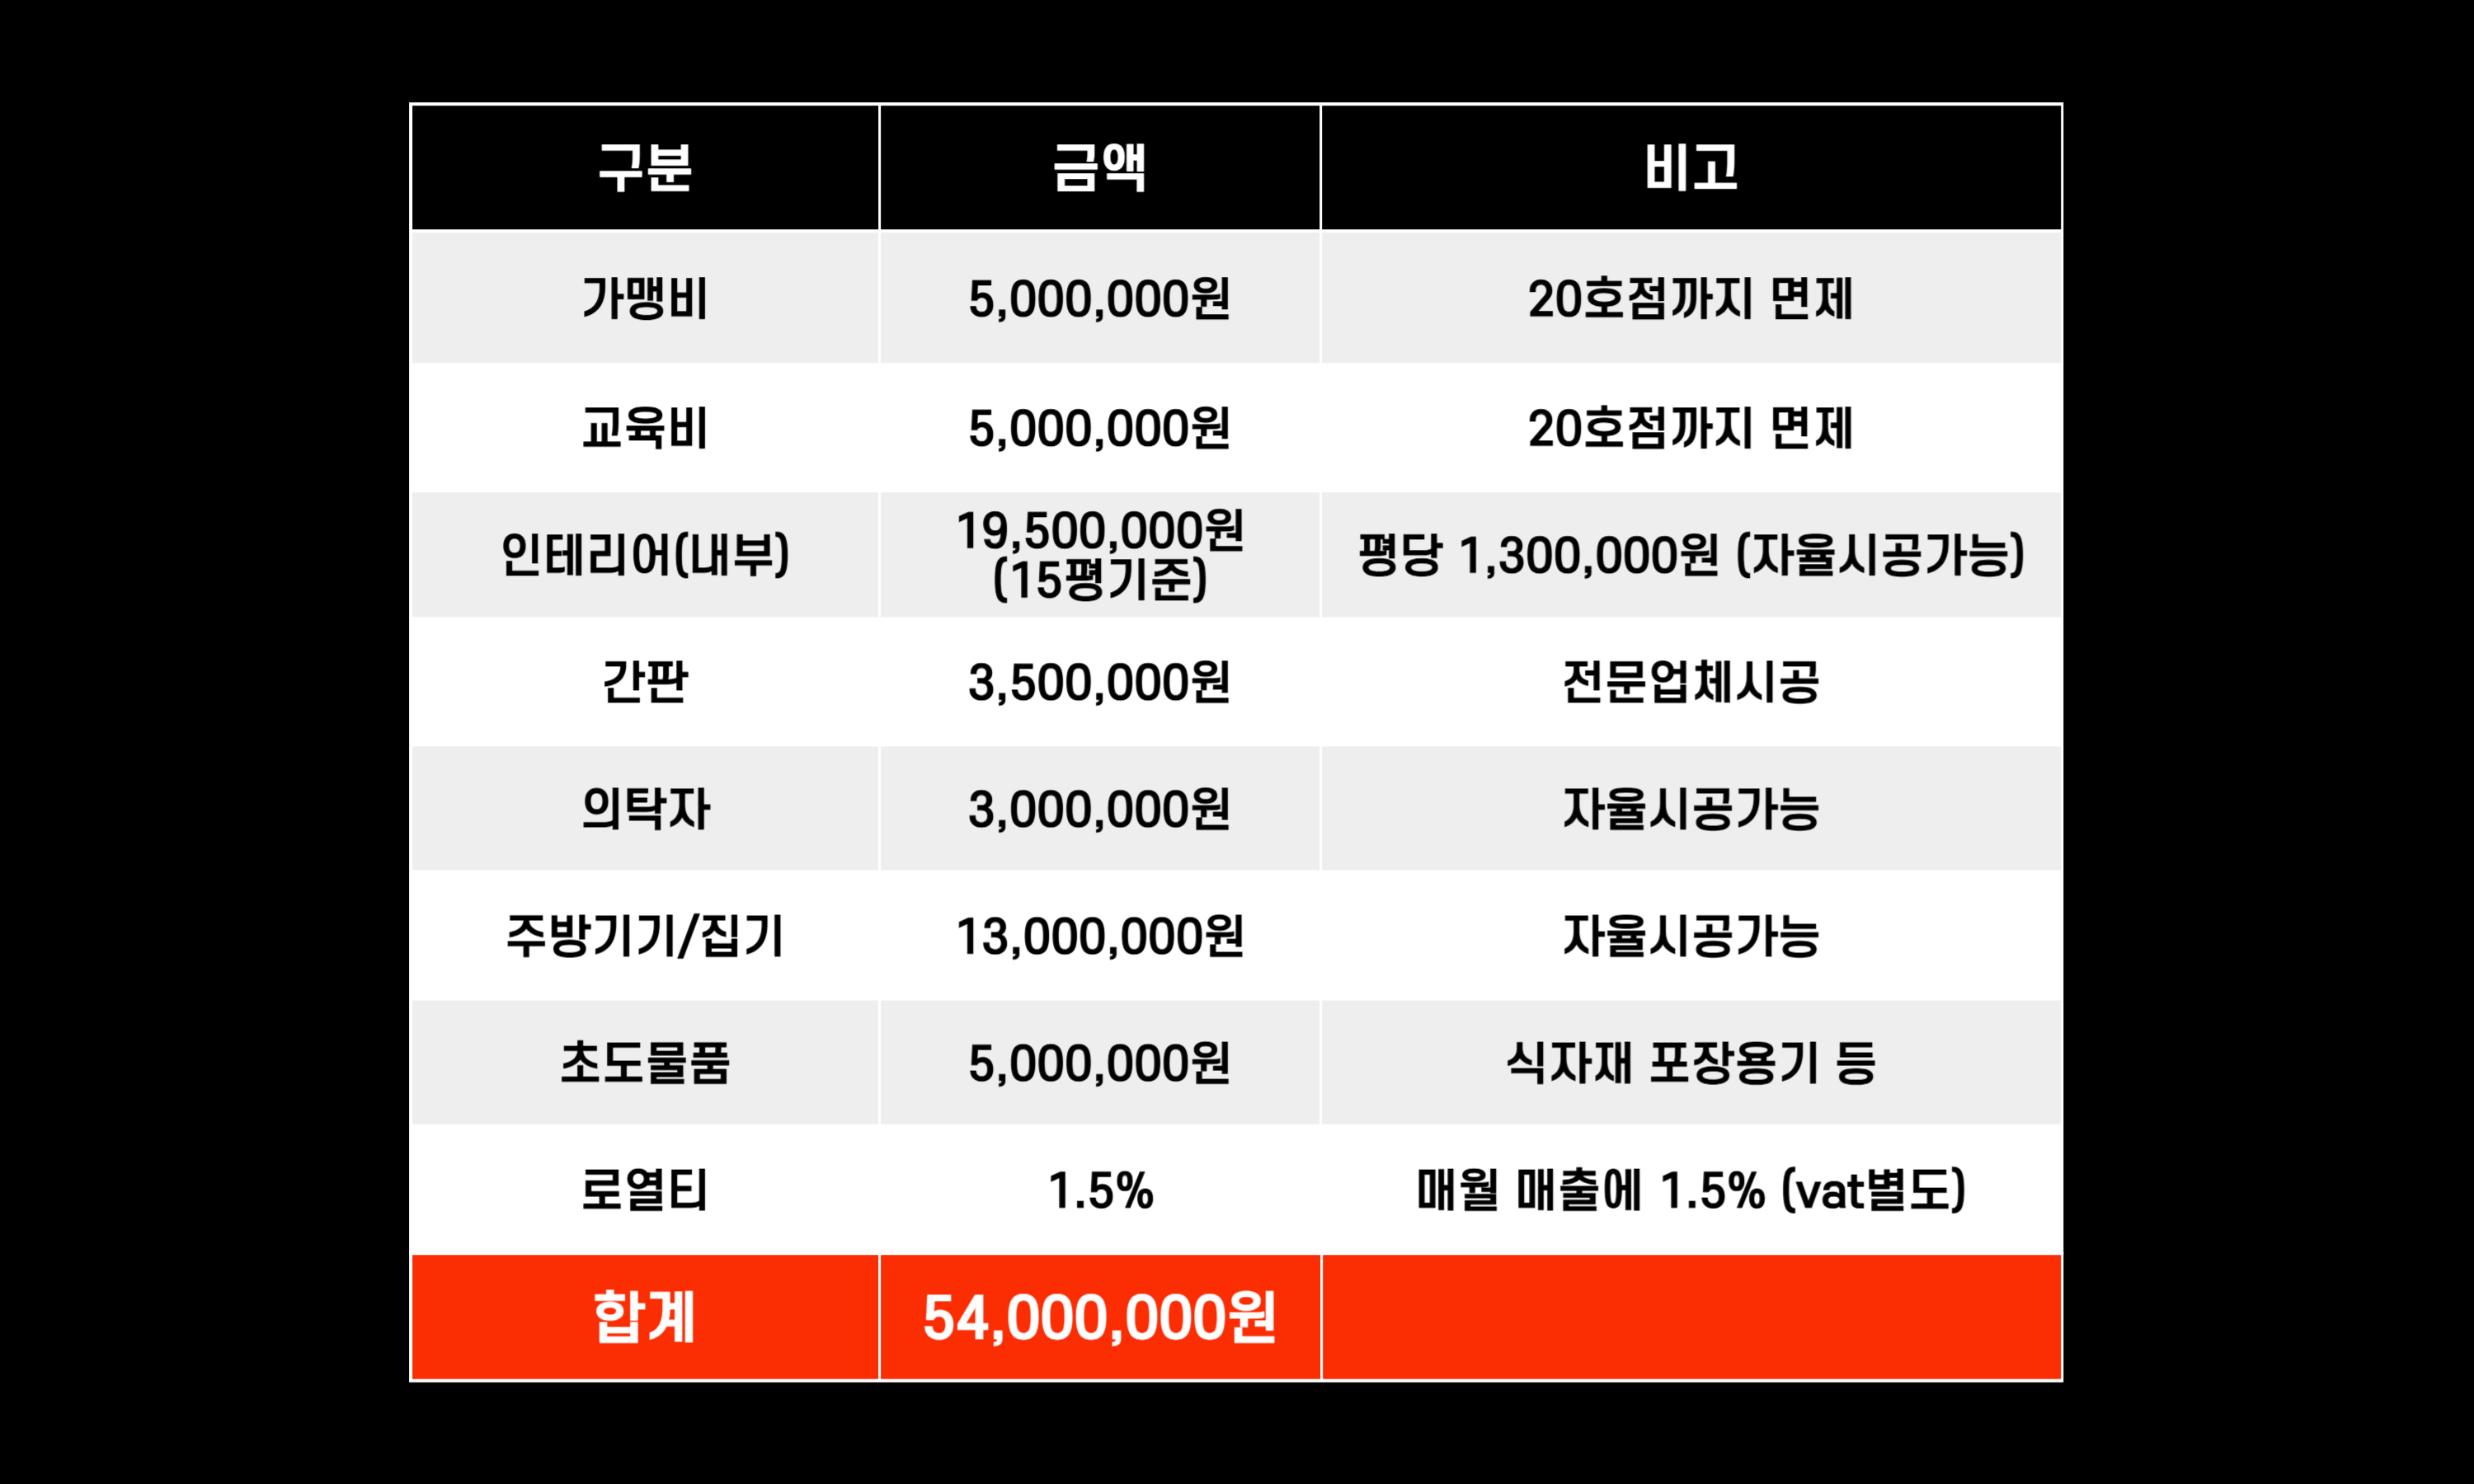 구분 금액 비고
가맹비 5,000,000원 20호점까지 면제
교육비 5,000,000원 20호점까지 면제
인테리어(내부) 19,500,000원 (15평기준) 평당 1,300,000원 (자율시공가능)
간판 3,500,000원 전문업체시공
의탁자 3,000,000원 자율시공가능
주방기기/집기 13,000,000원 자율시공가능
초도물품 5,000,000원 식자재 포장용기 등
로열티 1.5% 매월 매출에 1.5% (vat별도)
합계 54,000,000원